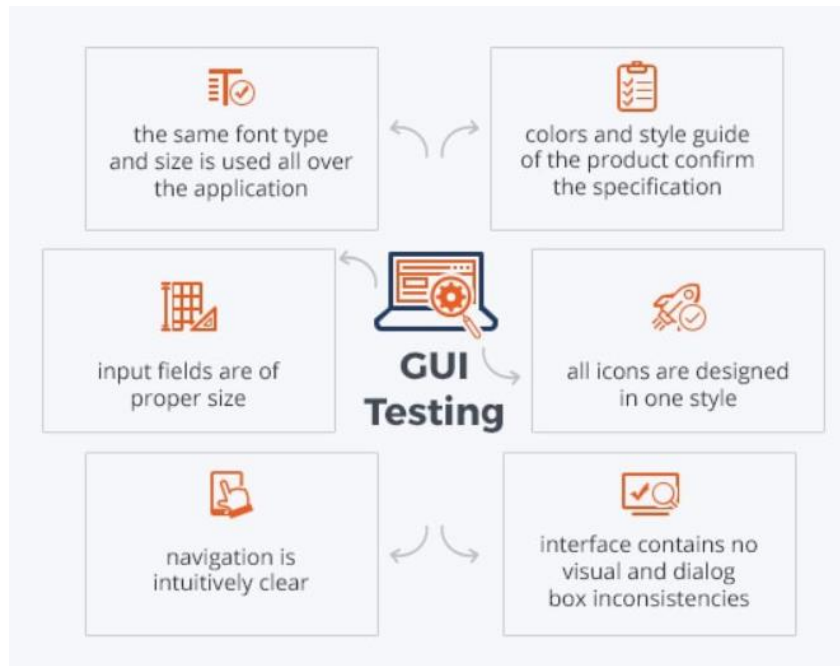 the same font type
and size is used all over
the application
colors and style guide
of the product confirm
the specification
input fields are of
proper size
GUI
Testing
all icons are designed
in one style
navigation is
intuitively clear
interface contains no
visual and dialog
box inconsistencies